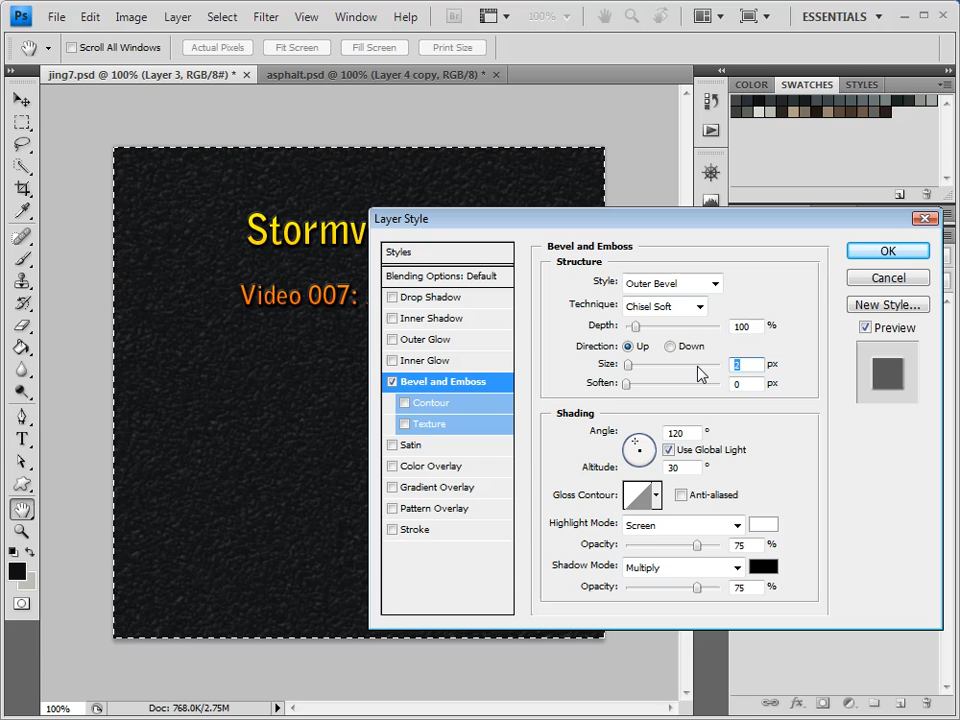 Ps File Edit Image Layer Select Filter View Window Help Br 100% ESSENTIALS
Scroll All Windows Actual Pixels Fit Screen Fill Screen Print Size
jing7.psd @ 100% (Layer 3, RGB/8#) * asphalt.psd @ 100% (Layer 4 copy, RGB/8) *
COLOR SWATCHES STYLES
Stormv
Video 007:
Layer Style
Styles
Blending Options: Default
Drop Shadow
Inner Shadow
Outer Glow
Inner Glow
Bevel and Emboss
Contour
Texture
Satin
Color Overlay
Gradient Overlay
Pattern Overlay
Stroke
Bevel and Emboss
Structure
Style: Outer Bevel
Technique: Chisel Soft
Depth: 100 %
Direction: Up Down
Size: 2 px
Soften: 0 px
Shading
Angle: 120 °
Use Global Light
Altitude: 30 °
Gloss Contour: Anti-aliased
Highlight Mode: Screen
Opacity: 75 %
Shadow Mode: Multiply
Opacity: 75 %
OK
Cancel
New Style...
Preview
100% Doc: 768.0K/2.75M